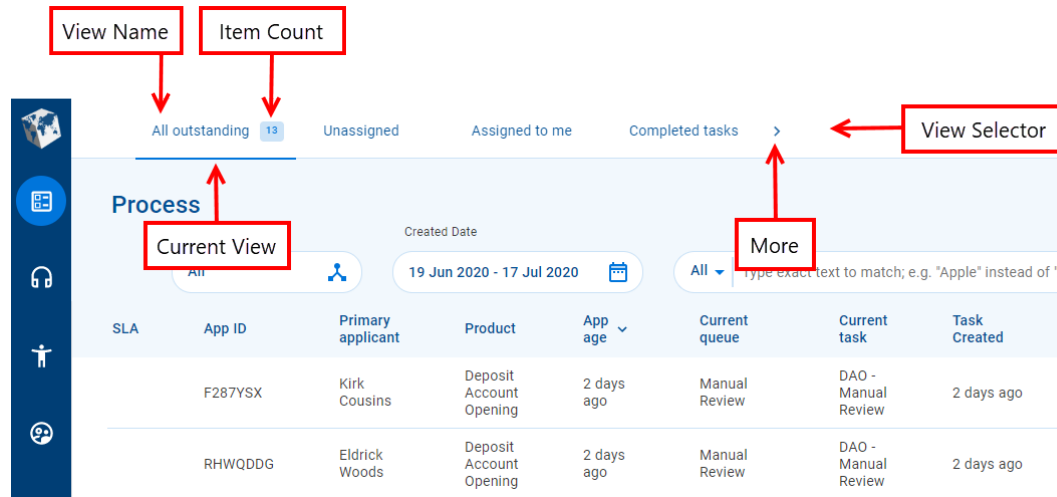 View Name
Item Count
All outstanding 13 Unassigned Assigned to me Completed tasks >
View Selector
Process
Current View
Created Date
More
All
19 Jun 2020 - 17 Jul 2020
All Type exact text to match; e.g. "Apple" instead of "
SLA
App ID
Primary
applicant
Product
App
age
Current
queue
Current
task
Task
Created
F287YSX
Kirk
Cousins
Deposit
Account
Opening
2 days
ago
Manual
Review
DAO -
Manual
Review
2 days ago
RHWQDDG
Eldrick
Woods
Deposit
Account
Opening
2 days
ago
Manual
Review
DAO -
Manual
Review
2 days ago